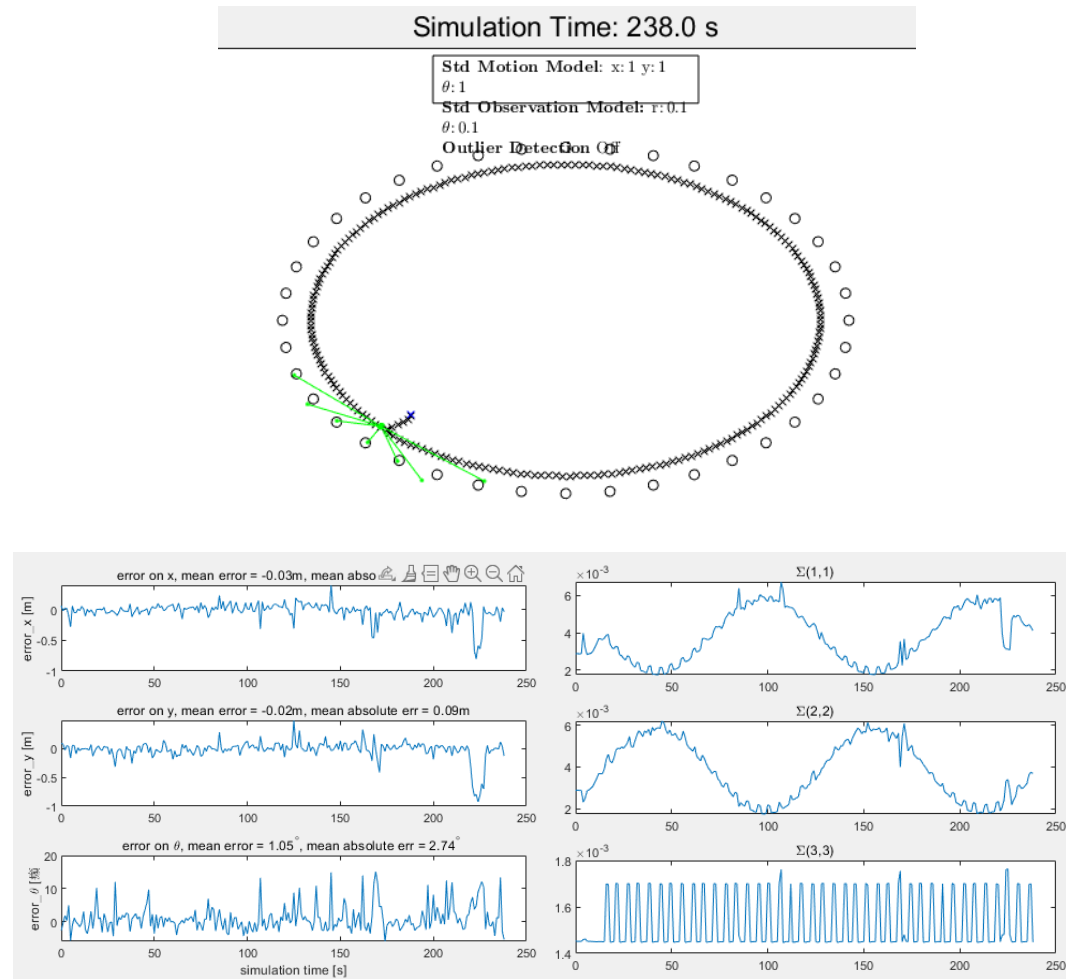 Simulation Time: 238.0 s
Std Motion Model: x: 1 y: 1
θ: 1
Std Observation Model: r: 0.1
θ: 0.1
Outlier Detection Off
error on x, mean error = -0.03m, mean abso
error_x [m]
0
-0.5
-1
0 50 100 150 200 250
error on y, mean error = -0.02m, mean absolute err = 0.09m
error_y [m]
0
-0.5
-1
0 50 100 150 200 250
error on θ, mean error = 1.05°, mean absolute err = 2.74°
error_θ [
20
10
0
0 50 100 150 200 250
simulation time [s]
×10⁻³
Σ(1,1)
6
4
2
0 50 100 150 200 250
×10⁻³
Σ(2,2)
6
4
2
0 50 100 150 200 250
×10⁻³
Σ(3,3)
1.8
1.6
1.4
0 50 100 150 200 250